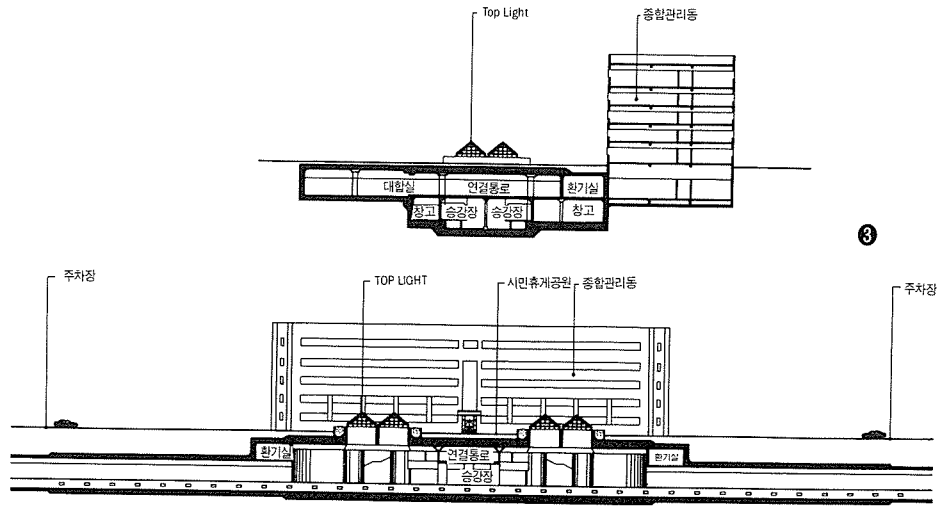 Top Light
종합관리동
대합실 연결통로 환기실
창고 승강장 승강장 창고
❸
주차장 TOP LIGHT 시민휴게공원 종합관리동 주차장
환기실 연결통로 환기실
승강장